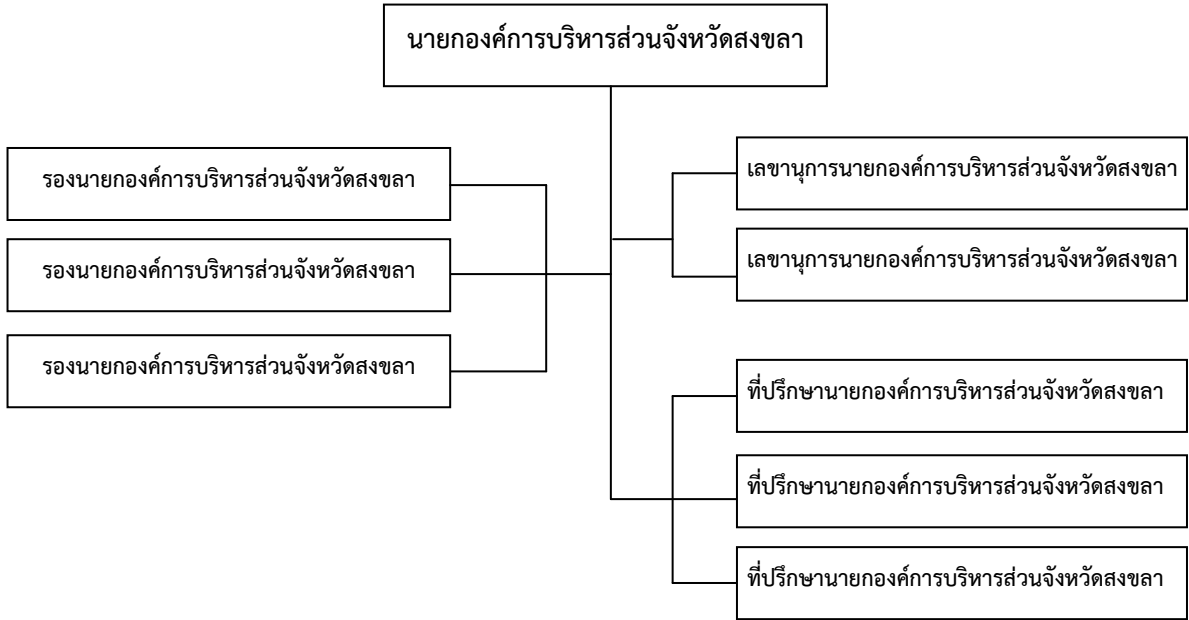 นายกองค์การบริหารส่วนจังหวัดสงขลา
รองนายกองค์การบริหารส่วนจังหวัดสงขลา
รองนายกองค์การบริหารส่วนจังหวัดสงขลา
รองนายกองค์การบริหารส่วนจังหวัดสงขลา
เลขานุการนายกองค์การบริหารส่วนจังหวัดสงขลา
เลขานุการนายกองค์การบริหารส่วนจังหวัดสงขลา
ที่ปรึกษานายกองค์การบริหารส่วนจังหวัดสงขลา
ที่ปรึกษานายกองค์การบริหารส่วนจังหวัดสงขลา
ที่ปรึกษานายกองค์การบริหารส่วนจังหวัดสงขลา